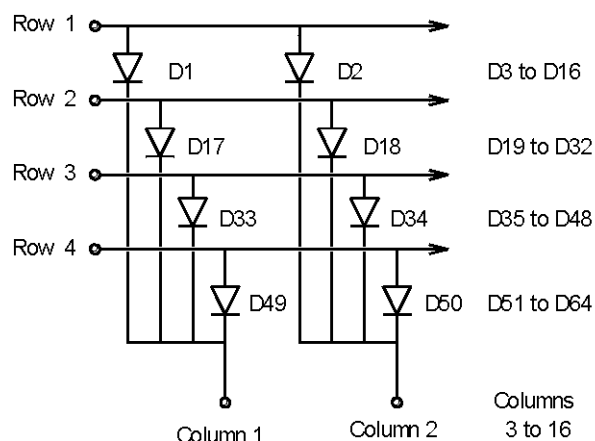 Row 1
D1
D2
D3 to D16
Row 2
D17
D18
D19 to D32
Row 3
D33
D34
D35 to D48
Row 4
D49
D50
D51 to D64
Column 1
Column 2
Columns
3 to 16